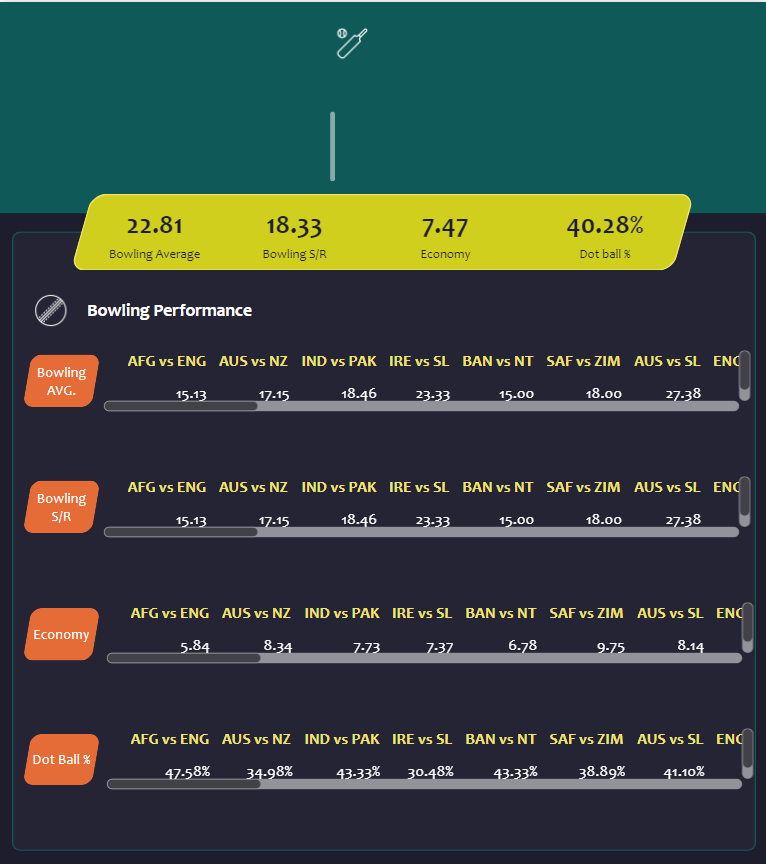 22.81 18.33 7.47 40.28%
Bowling Average Bowling S/R Economy Dot ball %
Bowling Performance
Bowling AVG.
AFG vs ENG AUS vs NZ IND vs PAK IRE vs SL BAN vs NT SAF vs ZIM AUS vs SL ENG
15.13 17.15 18.46 23.33 15.00 18.00 27.38
Bowling S/R
AFG vs ENG AUS vs NZ IND vs PAK IRE vs SL BAN vs NT SAF vs ZIM AUS vs SL ENG
15.13 17.15 18.46 23.33 15.00 18.00 27.38
Economy
AFG vs ENG AUS vs NZ IND vs PAK IRE vs SL BAN vs NT SAF vs ZIM AUS vs SL ENG
5.84 8.34 7.73 7.37 6.78 9.75 8.14
Dot Ball %
AFG vs ENG AUS vs NZ IND vs PAK IRE vs SL BAN vs NT SAF vs ZIM AUS vs SL ENG
47.58% 34.98% 43.33% 30.48% 43.33% 38.89% 41.10%